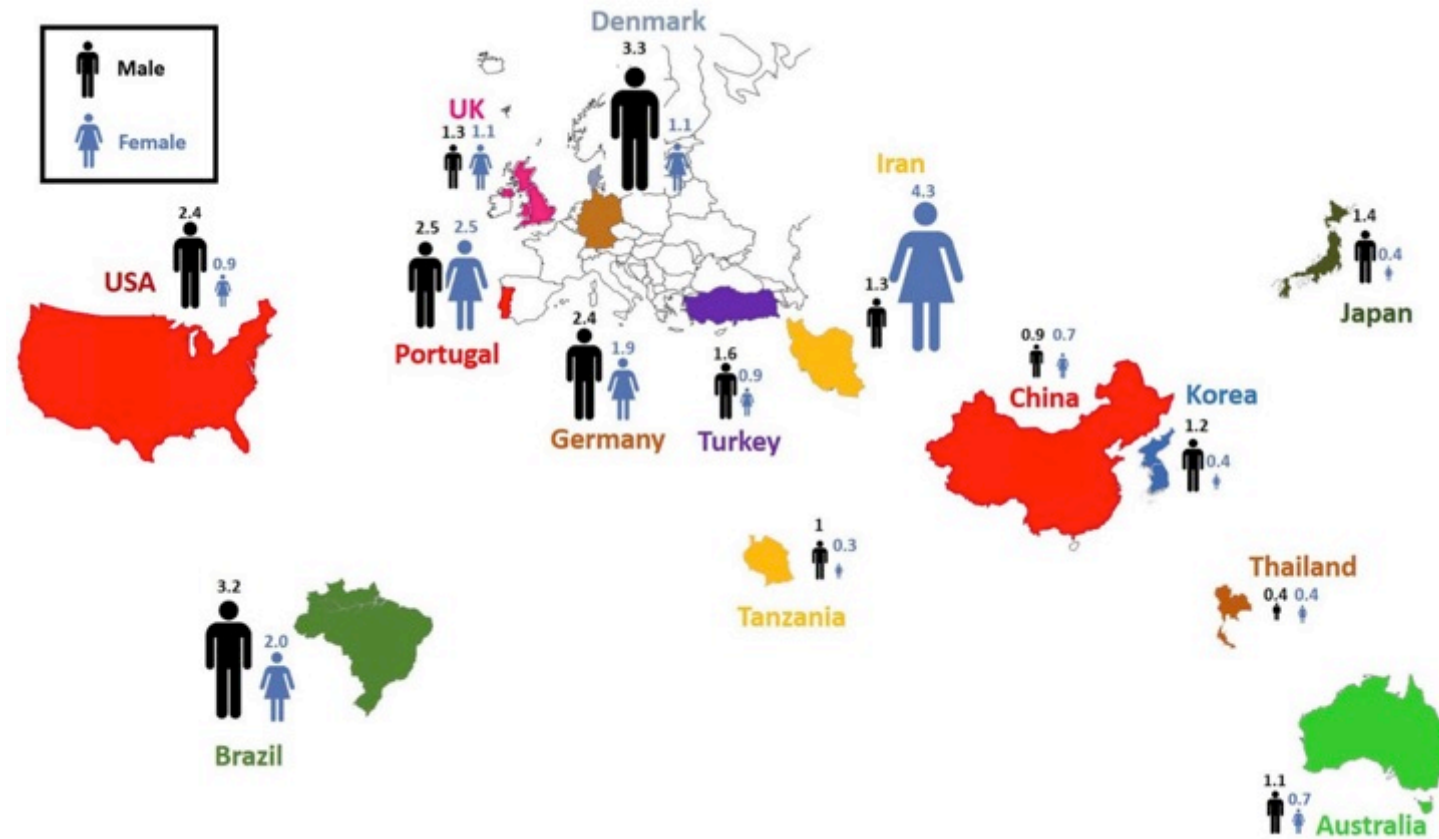 Male
Female
Denmark
3.3
1.1
UK
1.3 1.1
Iran
4.3
1.3
USA
2.4
0.9
2.5 2.5
Portugal
2.4
1.9
Germany
1.6
0.9
Turkey
1.4
0.4
Japan
0.9 0.7
China
Korea
1.2
0.4
1
0.3
Tanzania
Thailand
0.4 0.4
3.2
2.0
Brazil
1.1
0.7
Australia